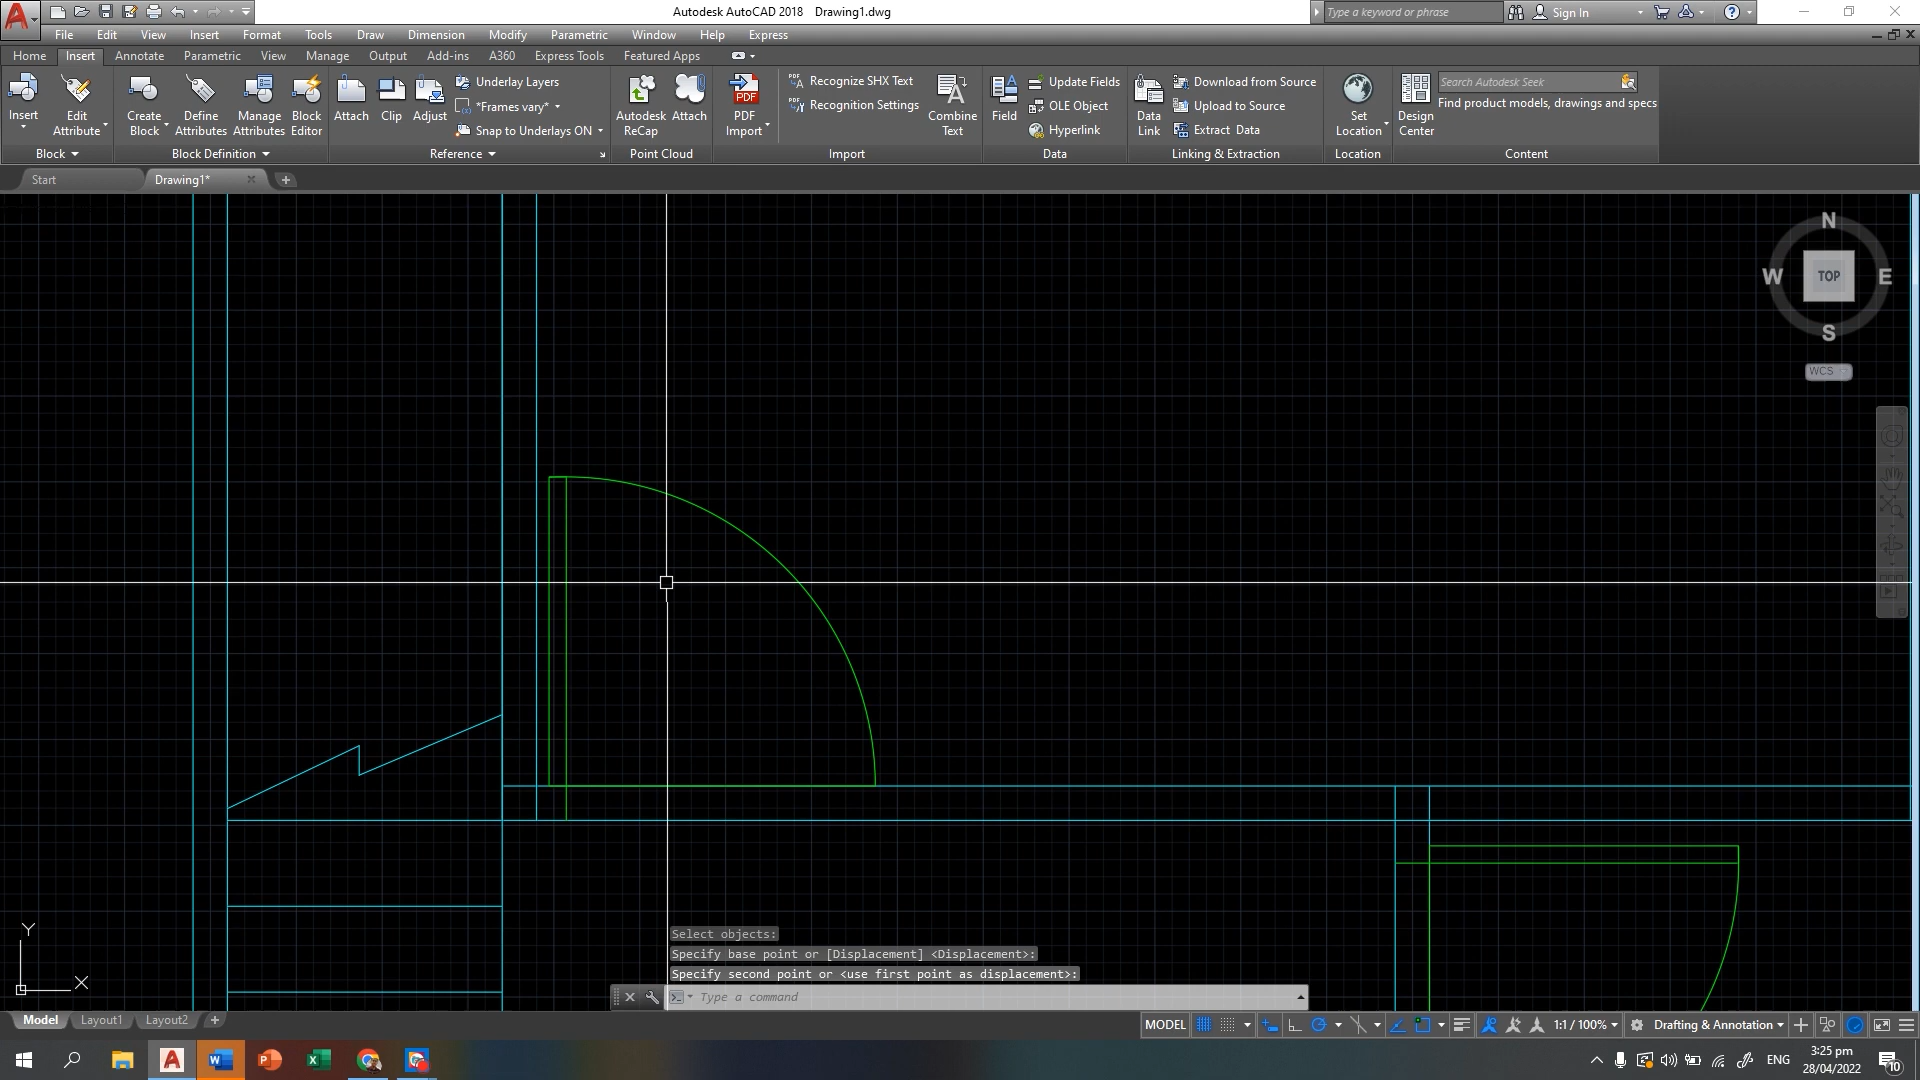 Autodesk AutoCAD 2018 Drawing1.dwg
Type a keyword or phrase
Sign In
File Edit View Insert Format Tools Draw Dimension Modify Parametric Window Help Express
Home Insert Annotate Parametric View Manage Output Add-ins A360 Express Tools Featured Apps
Insert
Edit
Attribute
Block
Create
Block
Define
Attributes
Manage
Attributes
Block
Editor
Block Definition
Attach
Clip
Adjust
Underlay Layers
*Frames vary*
Snap to Underlays ON
Reference
Autodesk
ReCap
Attach
Point Cloud
PDF
PDF
Import
Recognize SHX Text
Recognition Settings
Combine
Text
Import
Field
Update Fields
OLE Object
Hyperlink
Data
Data
Link
Download from Source
Upload to Source
Extract Data
Linking & Extraction
Set
Location
Location
Design
Center
Search Autodesk Seek
Find product models, drawings and specs
Content
Start
Drawing1*
N
W
TOP
E
S
WCS
Y
X
Select objects:
Specify base point or [Displacement] <Displacement>:
Specify second point or <use first point as displacement>:
Type a command
Model Layout1 Layout2
MODEL
1:1 / 100%
Drafting & Annotation
ENG
3:25 pm
28/04/2022
10